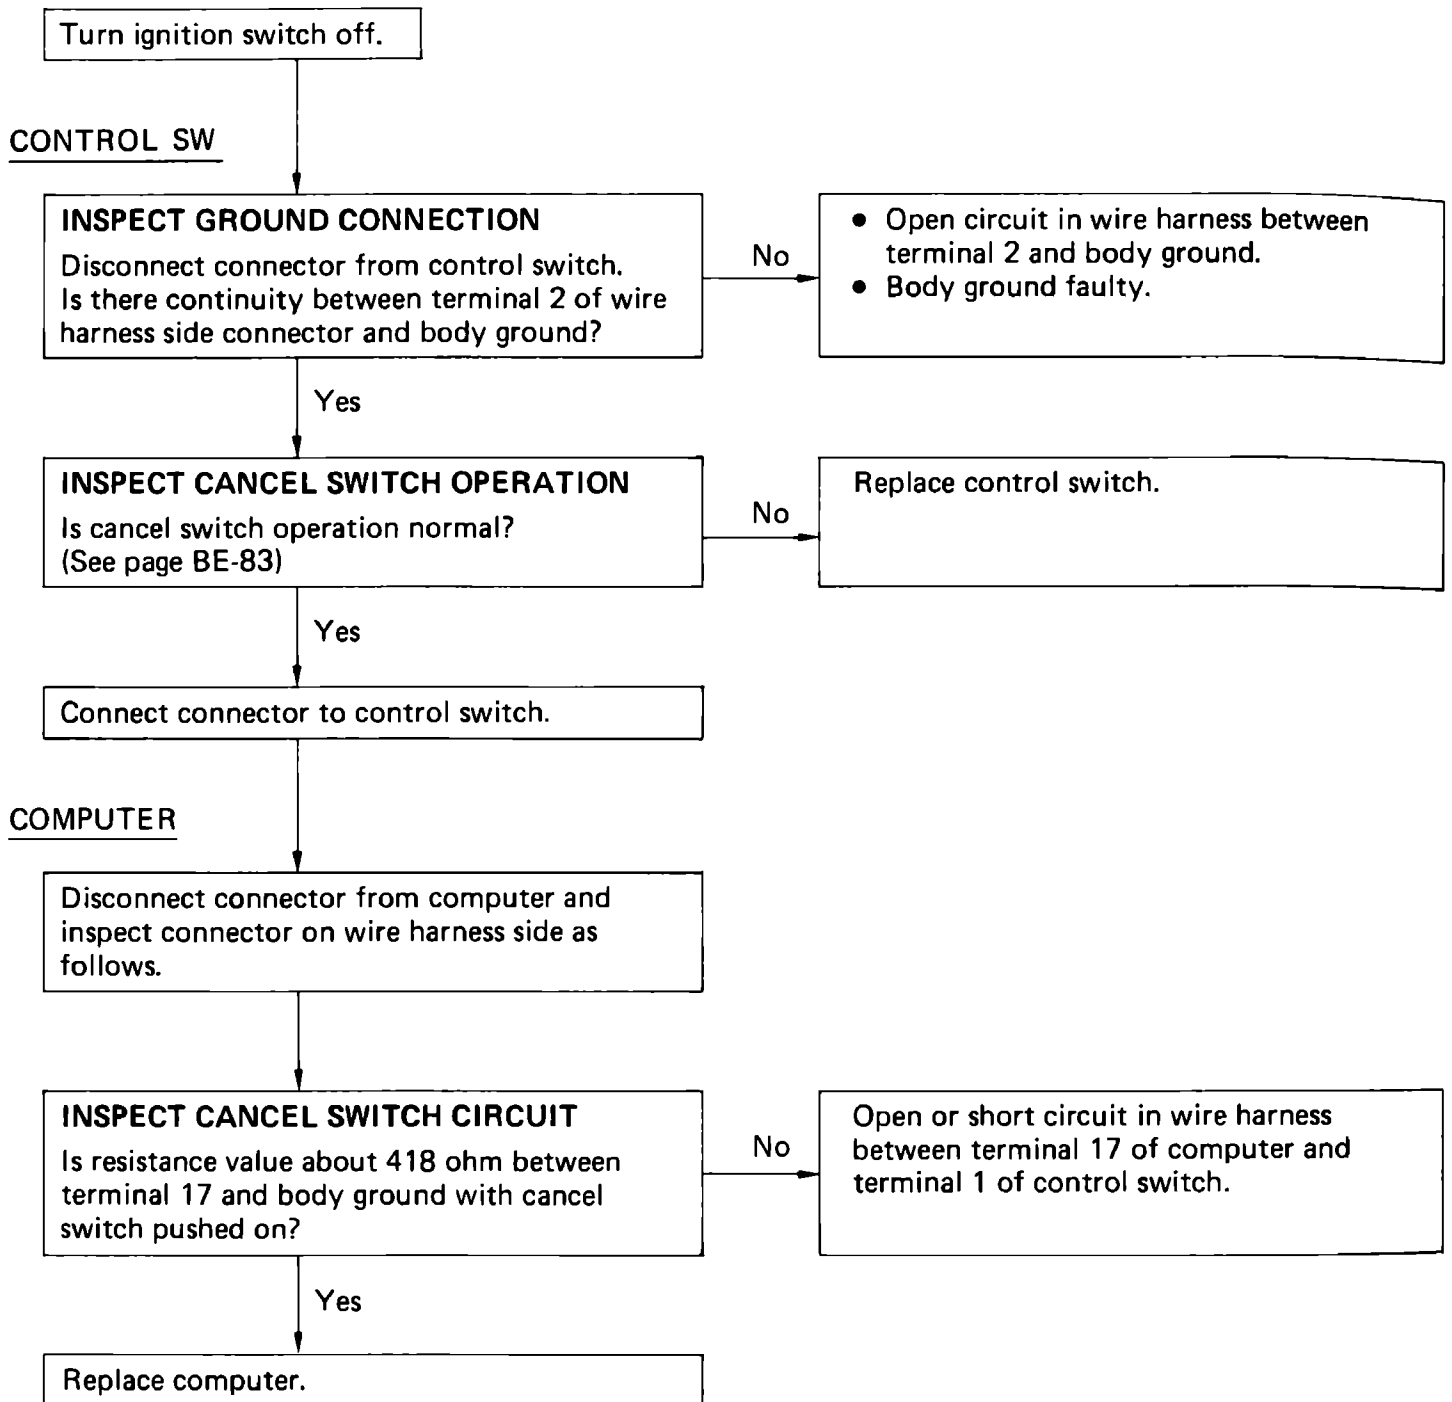 Turn ignition switch off.
CONTROL SW
INSPECT GROUND CONNECTION
Disconnect connector from control switch.
Is there continuity between terminal 2 of wire
harness side connector and body ground?
No
● Open circuit in wire harness between
terminal 2 and body ground.
● Body ground faulty.
Yes
INSPECT CANCEL SWITCH OPERATION
Is cancel switch operation normal?
(See page BE-83)
No
Replace control switch.
Yes
Connect connector to control switch.
COMPUTER
Disconnect connector from computer and
inspect connector on wire harness side as
follows.
INSPECT CANCEL SWITCH CIRCUIT
Is resistance value about 418 ohm between
terminal 17 and body ground with cancel
switch pushed on?
No
Open or short circuit in wire harness
between terminal 17 of computer and
terminal 1 of control switch.
Yes
Replace computer.